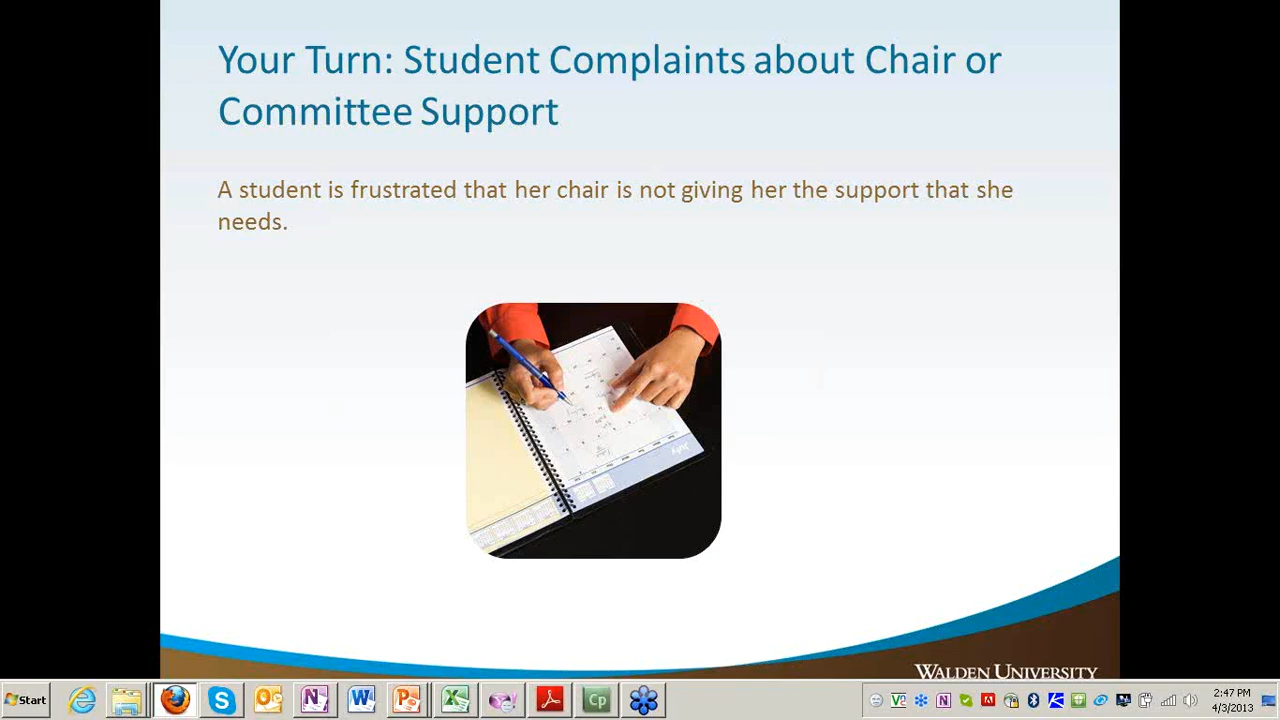 Your Turn: Student Complaints about Chair or
Committee Support
A student is frustrated that her chair is not giving her the support that she
needs.
WALDEN UNIVERSITY
Start
2:47 PM
4/3/2013